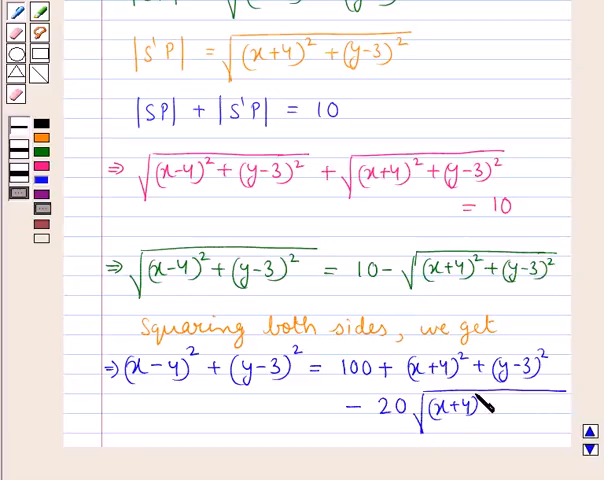 |S'P| = √((x+4)² + (y-3)²)
|SP| + |S'P| = 10
⇒ √((x-4)² + (y-3)²) + √((x+4)² + (y-3)²)
= 10
⇒ √((x-4)² + (y-3)²) = 10 - √((x+4)² + (y-3)²)
Squaring both sides, we get
⇒ (x-4)² + (y-3)² = 100 + (x+4)² + (y-3)²
- 20 √(x+4)